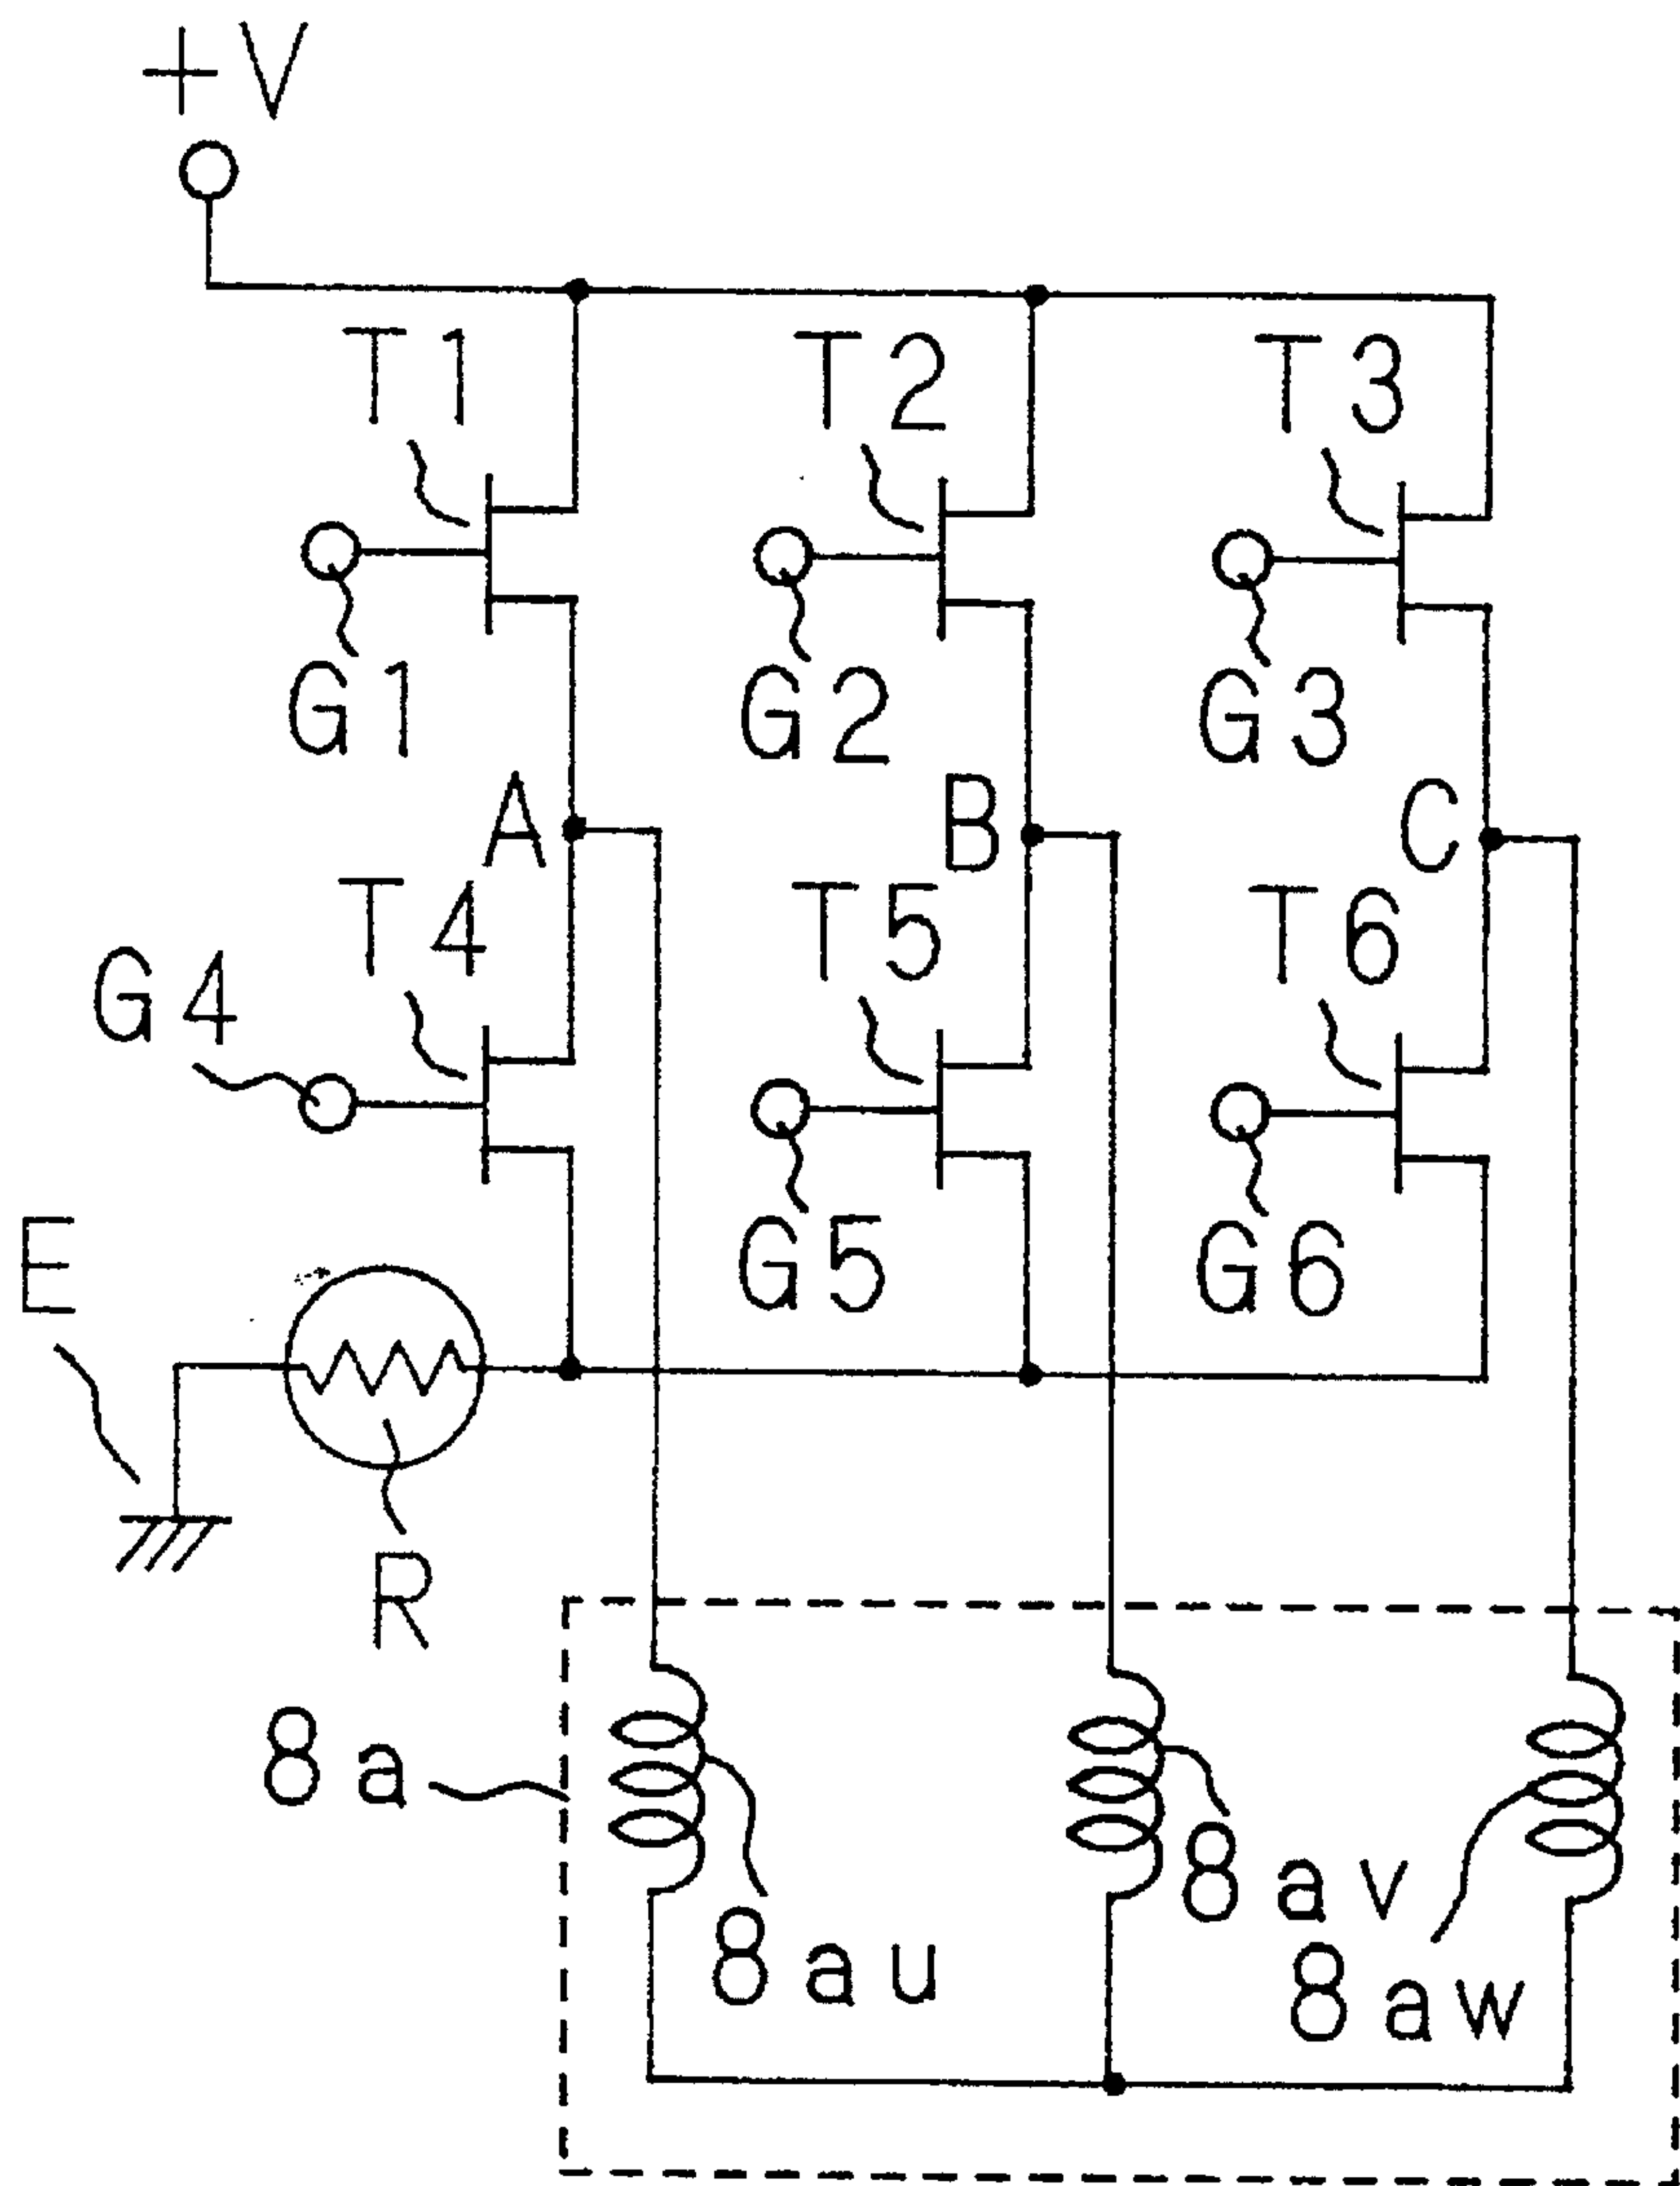 +V
T1 T2 T3
G1 G2 G3
A B C
T4 T5 T6
G4
E G5 G6
R
8a
8av
8au 8aw